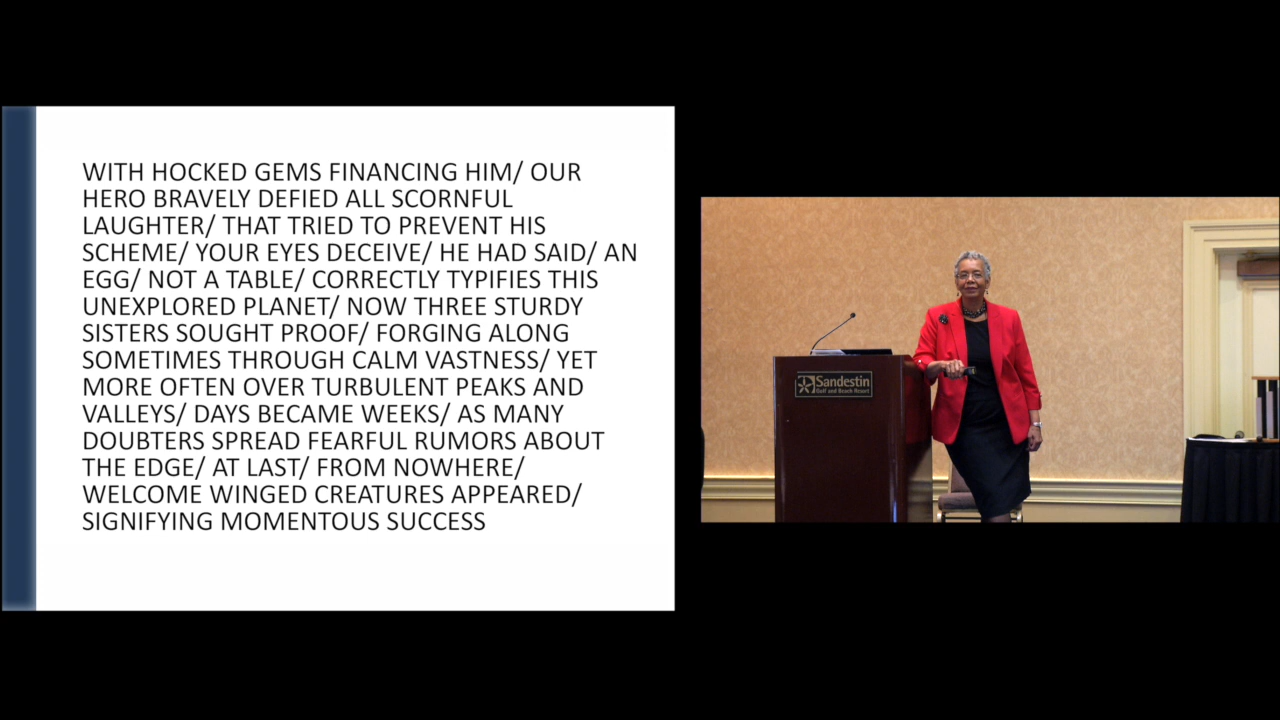 WITH HOCKED GEMS FINANCING HIM/ OUR
HERO BRAVELY DEFIED ALL SCORNFUL
LAUGHTER/ THAT TRIED TO PREVENT HIS
SCHEME/ YOUR EYES DECEIVE/ HE HAD SAID/ AN
EGG/ NOT A TABLE/ CORRECTLY TYPIFIES THIS
UNEXPLORED PLANET/ NOW THREE STURDY
SISTERS SOUGHT PROOF/ FORGING ALONG
SOMETIMES THROUGH CALM VASTNESS/ YET
MORE OFTEN OVER TURBULENT PEAKS AND
VALLEYS/ DAYS BECAME WEEKS/ AS MANY
DOUBTERS SPREAD FEARFUL RUMORS ABOUT
THE EDGE/ AT LAST/ FROM NOWHERE/
WELCOME WINGED CREATURES APPEARED/
SIGNIFYING MOMENTOUS SUCCESS
Sandestin
Golf and Beach Resort